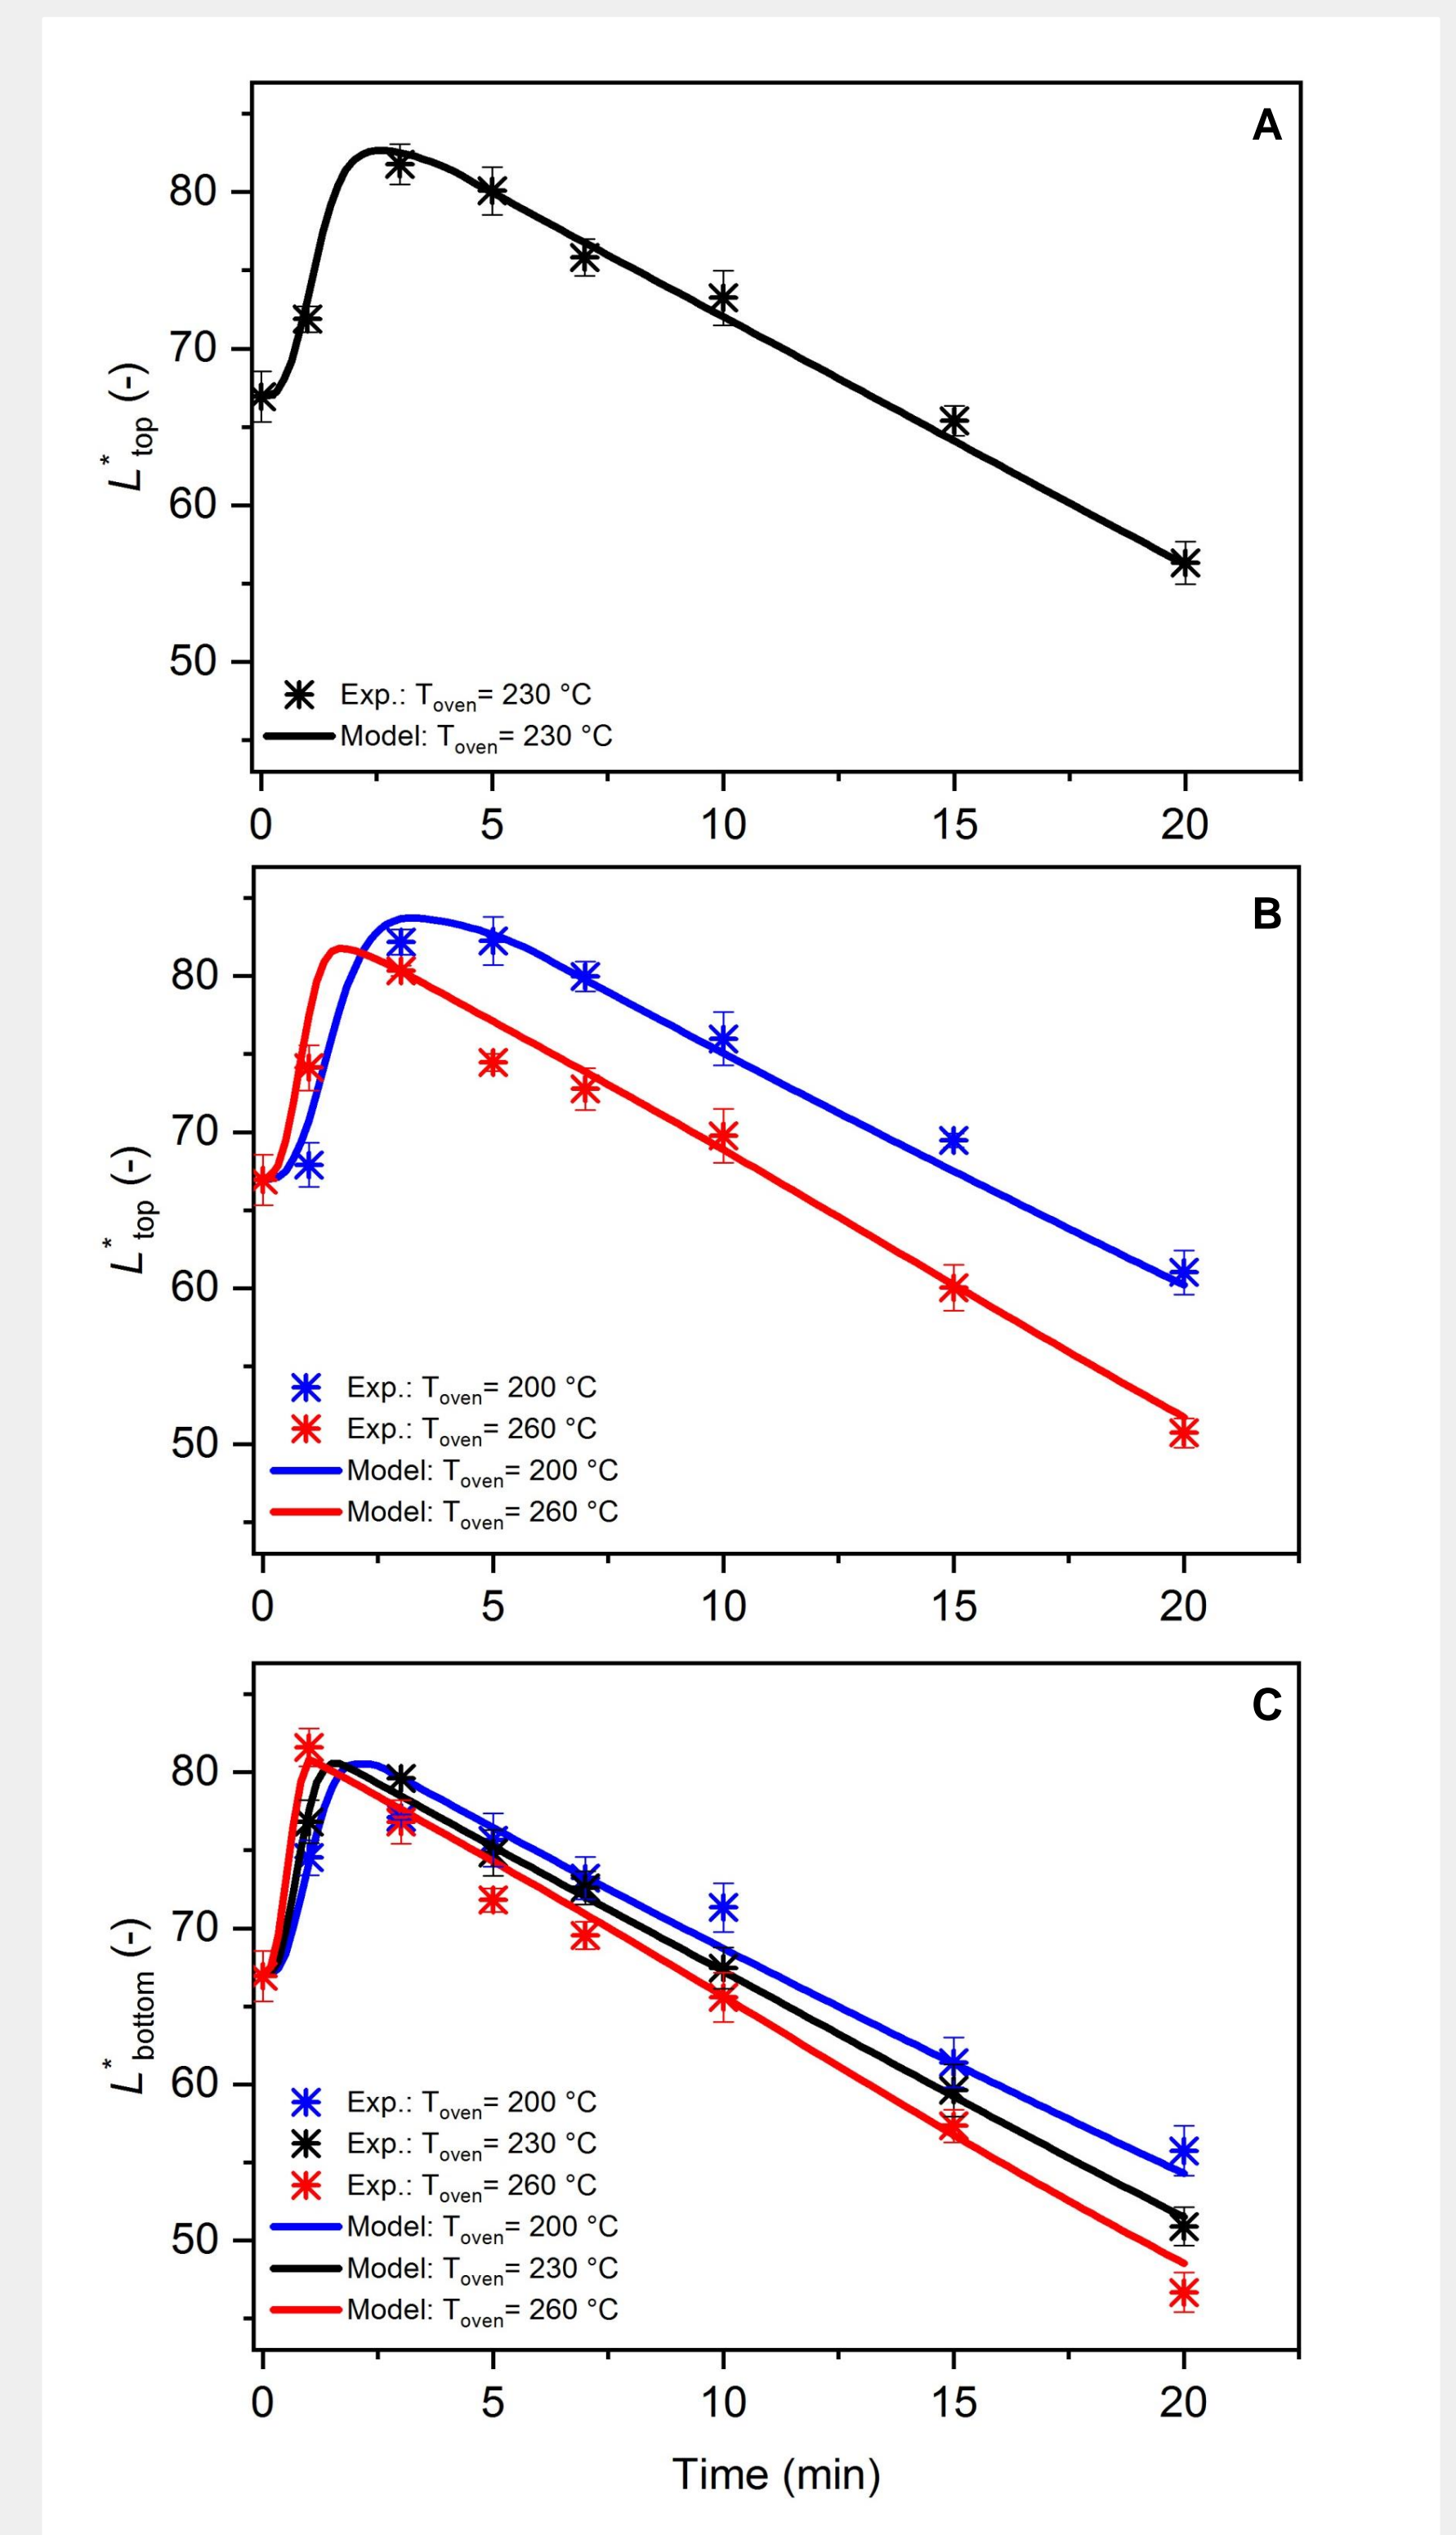 A
80
70
60
50
L*top (-)
Exp.: Toven= 230 °C
Model: Toven= 230 °C
0 5 10 15 20
B
80
70
60
50
L*top (-)
Exp.: Toven= 200 °C
Exp.: Toven= 260 °C
Model: Toven= 200 °C
Model: Toven= 260 °C
0 5 10 15 20
C
80
70
60
50
L*bottom (-)
Exp.: Toven= 200 °C
Exp.: Toven= 230 °C
Exp.: Toven= 260 °C
Model: Toven= 200 °C
Model: Toven= 230 °C
Model: Toven= 260 °C
0 5 10 15 20
Time (min)